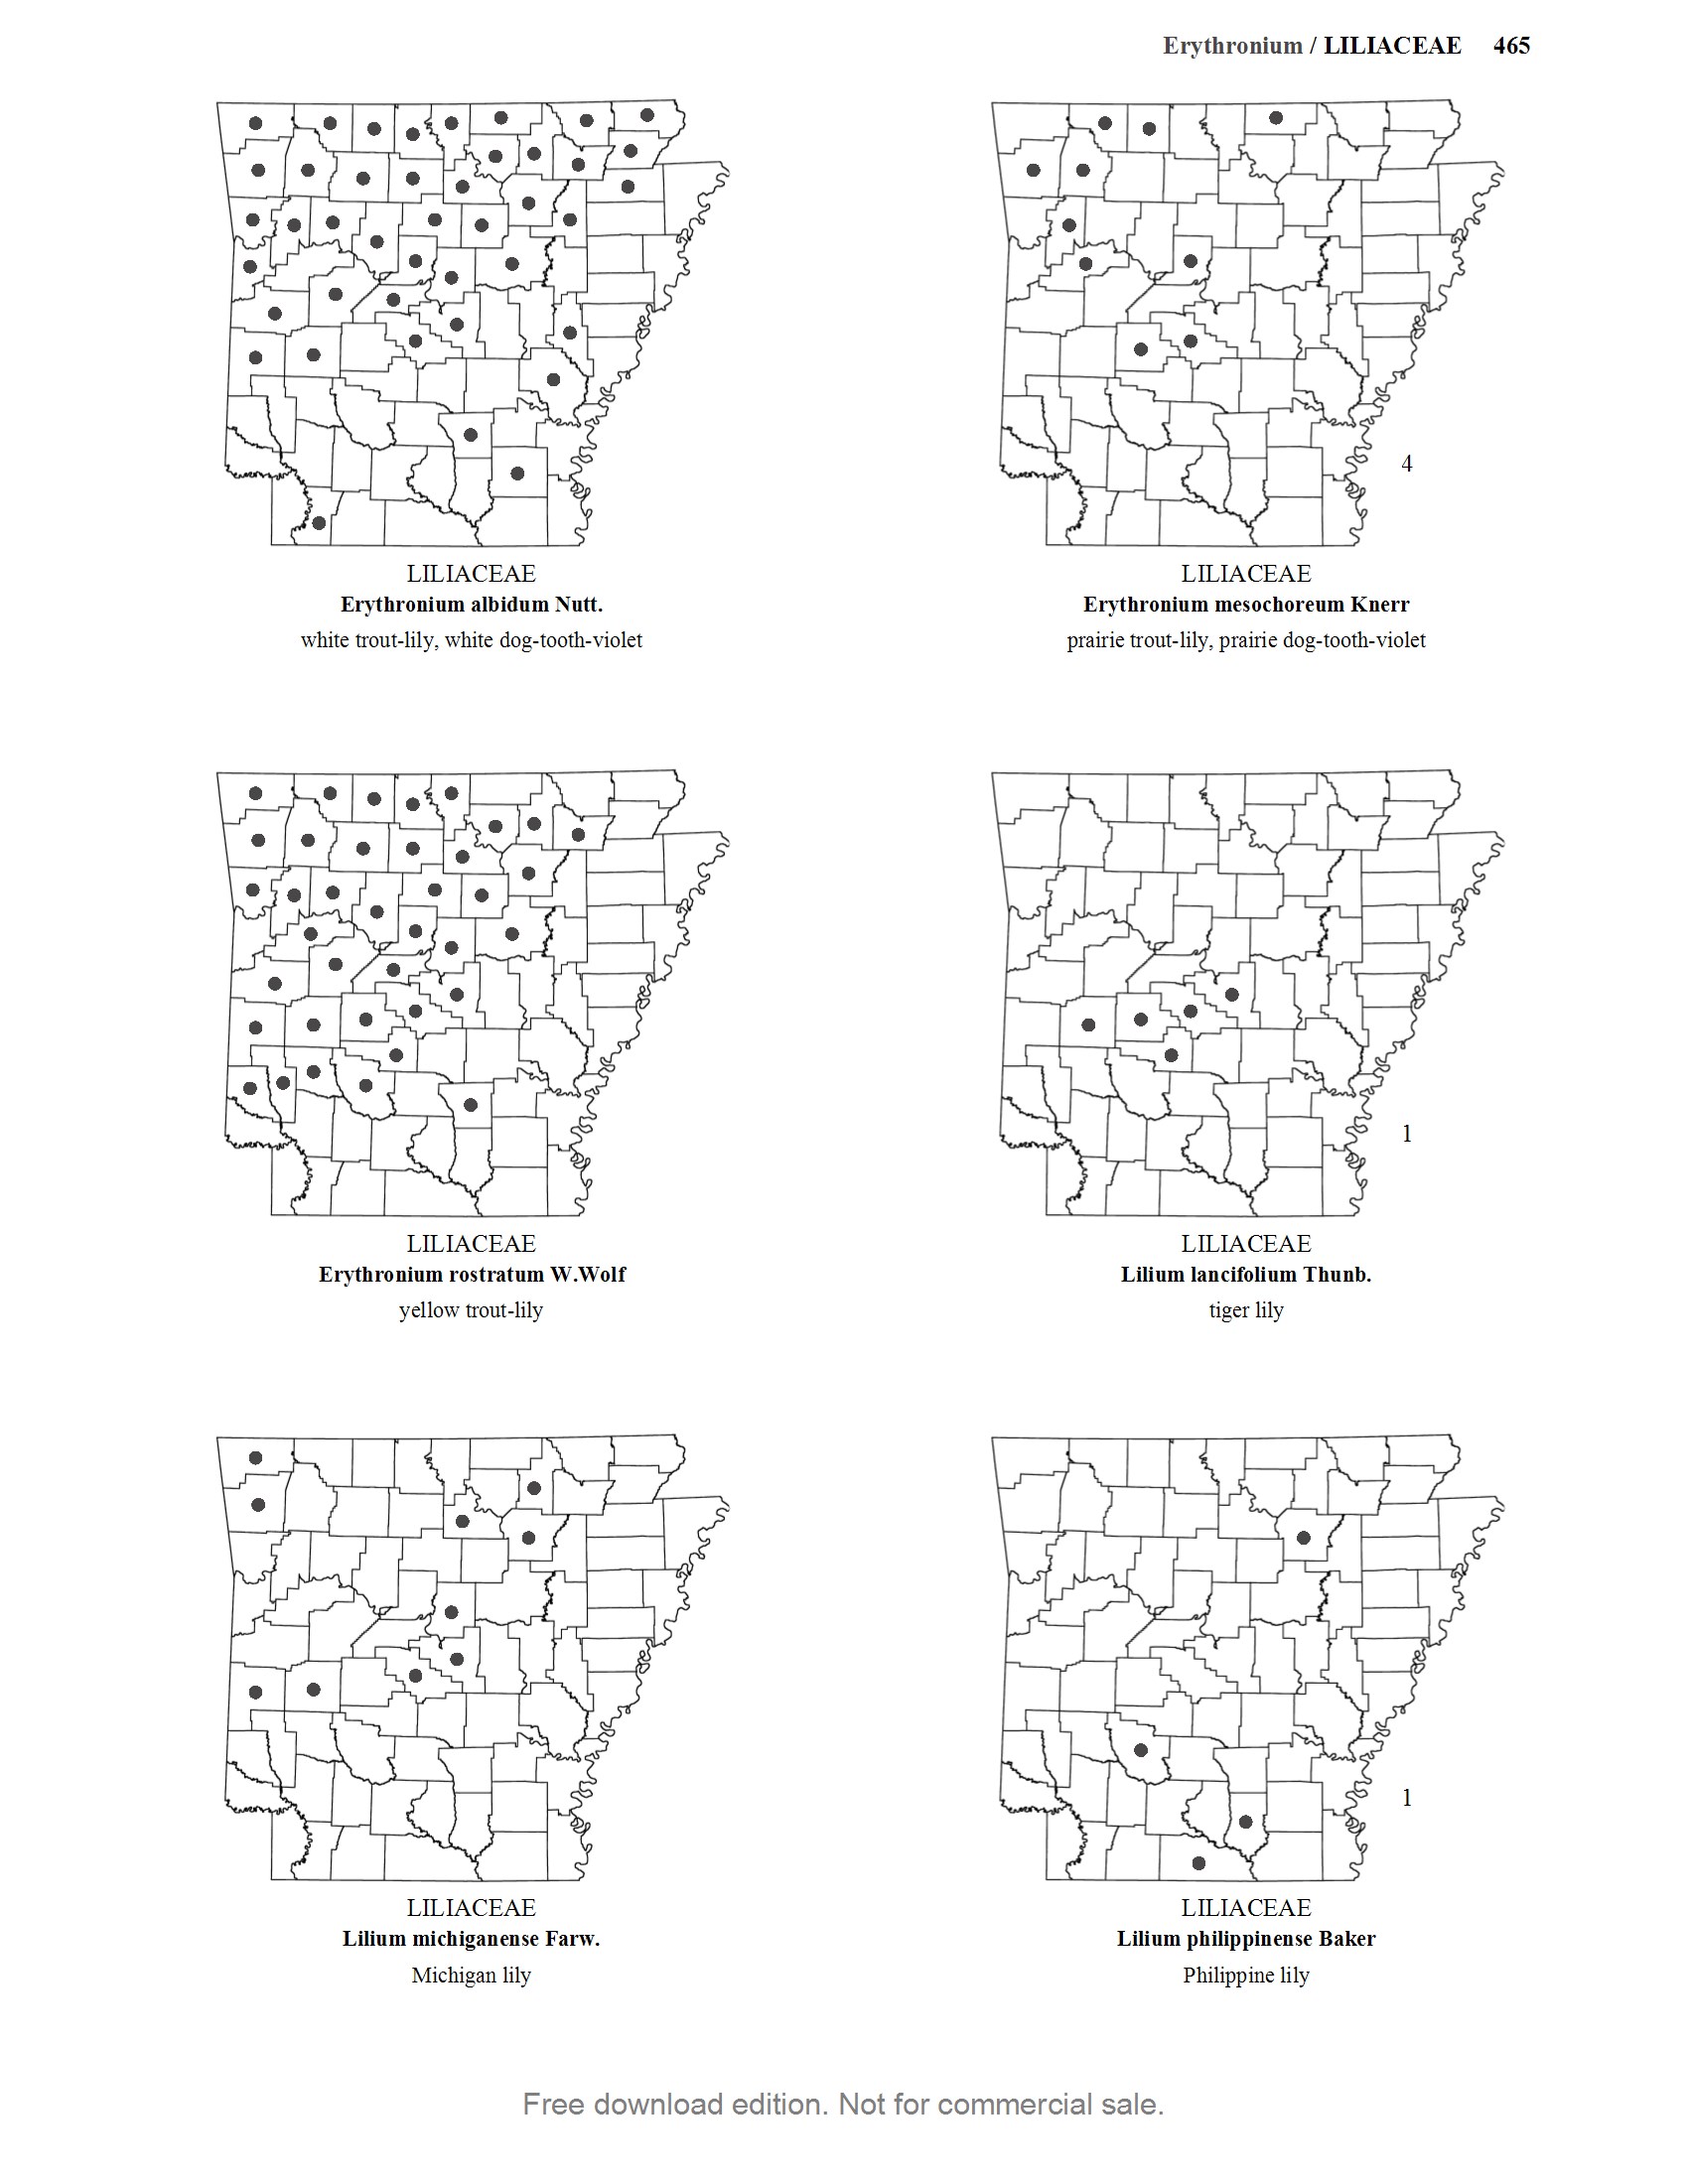 Erythronium / LILIACEAE 465
4
LILIACEAE
Erythronium albidum Nutt.
white trout-lily, white dog-tooth-violet
LILIACEAE
Erythronium mesochoreum Knerr
prairie trout-lily, prairie dog-tooth-violet
1
LILIACEAE
Erythronium rostratum W.Wolf
yellow trout-lily
LILIACEAE
Lilium lancifolium Thunb.
tiger lily
1
LILIACEAE
Lilium michiganense Farw.
Michigan lily
LILIACEAE
Lilium philippinense Baker
Philippine lily
Free download edition. Not for commercial sale.